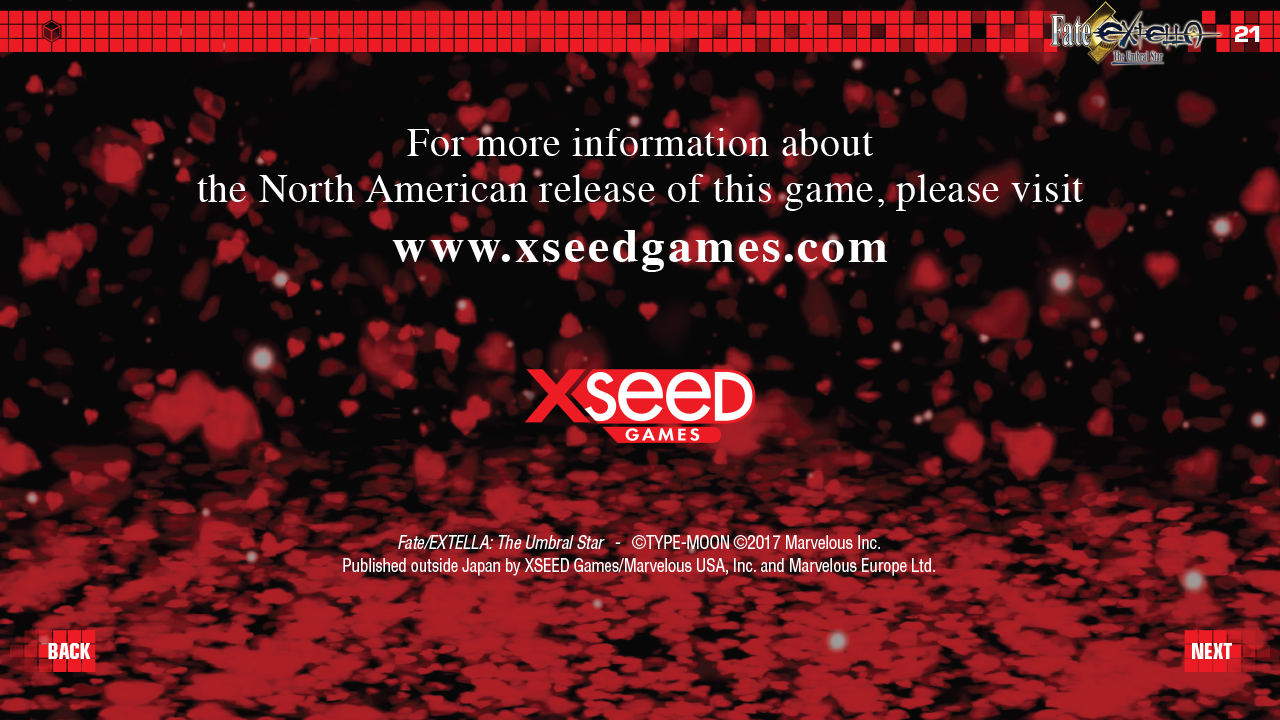 Fate/EXTELLA
The Umbral Star
21
For more information about
the North American release of this game, please visit
www.xseedgames.com
XSEED
GAMES
Fate/EXTELLA: The Umbral Star - ©TYPE-MOON ©2017 Marvelous Inc.
Published outside Japan by XSEED Games/Marvelous USA, Inc. and Marvelous Europe Ltd.
BACK
NEXT